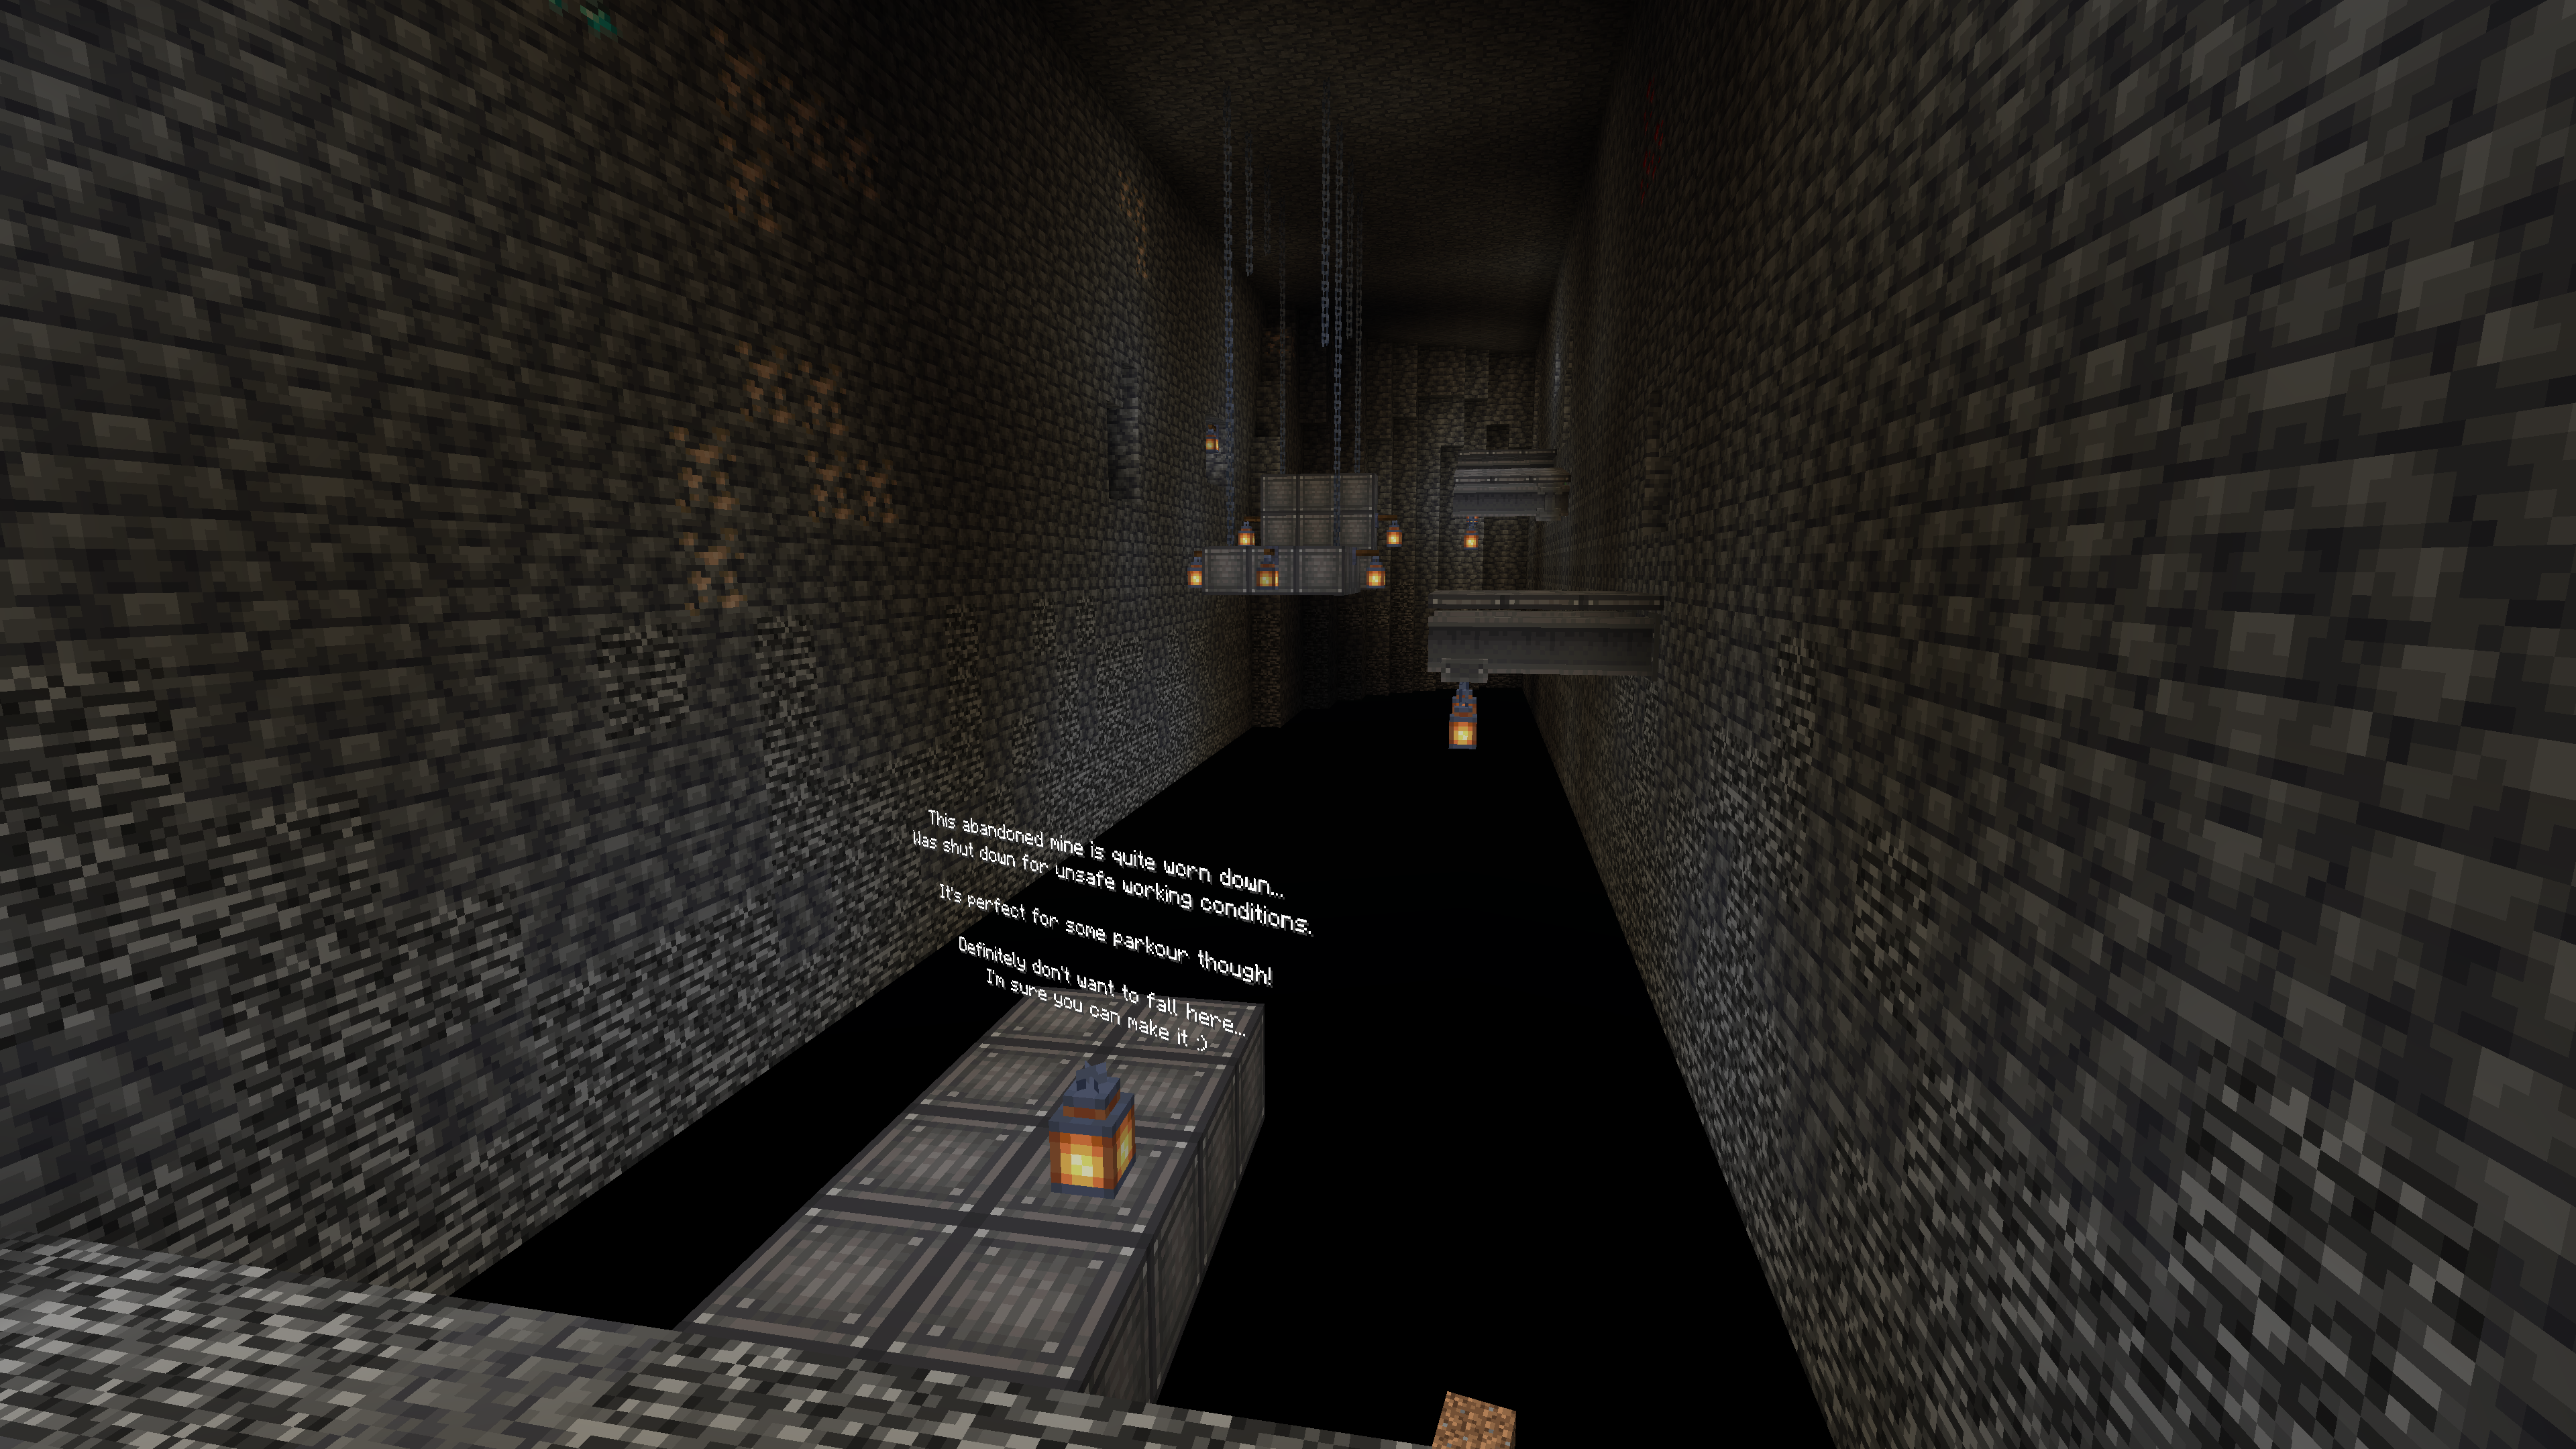 This abandoned mine is quite worn down...
Was shut down for unsafe working conditions.
It's perfect for some parkour though!
Definitely don't want to fall here...
I'm sure you can make it :)